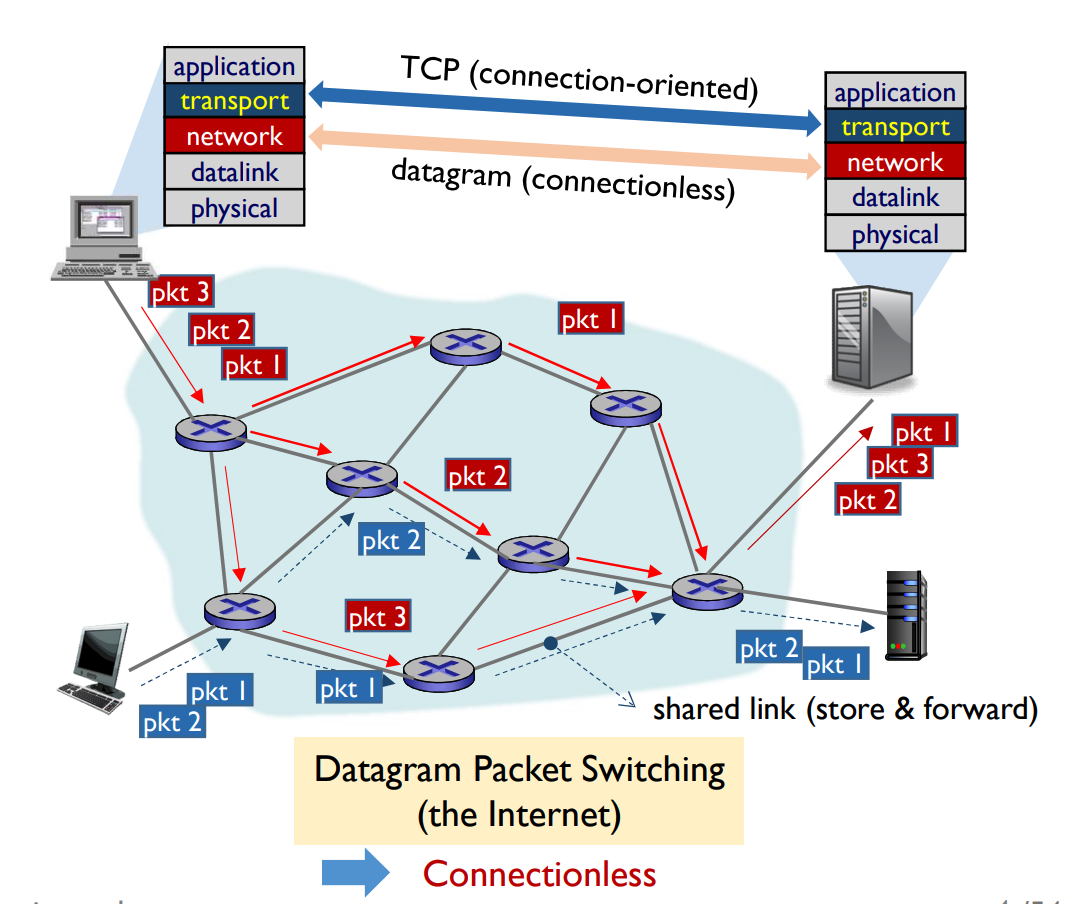 application
transport
network
datalink
physical
TCP (connection-oriented)
datagram (connectionless)
application
transport
network
datalink
physical
pkt 3
pkt 2
pkt 1
pkt 1
pkt 2
pkt 2
pkt 1
pkt 3
pkt 2
pkt 3
pkt 1
pkt 1
pkt 2
pkt 2
pkt 1
shared link (store & forward)
Datagram Packet Switching
(the Internet)
Connectionless